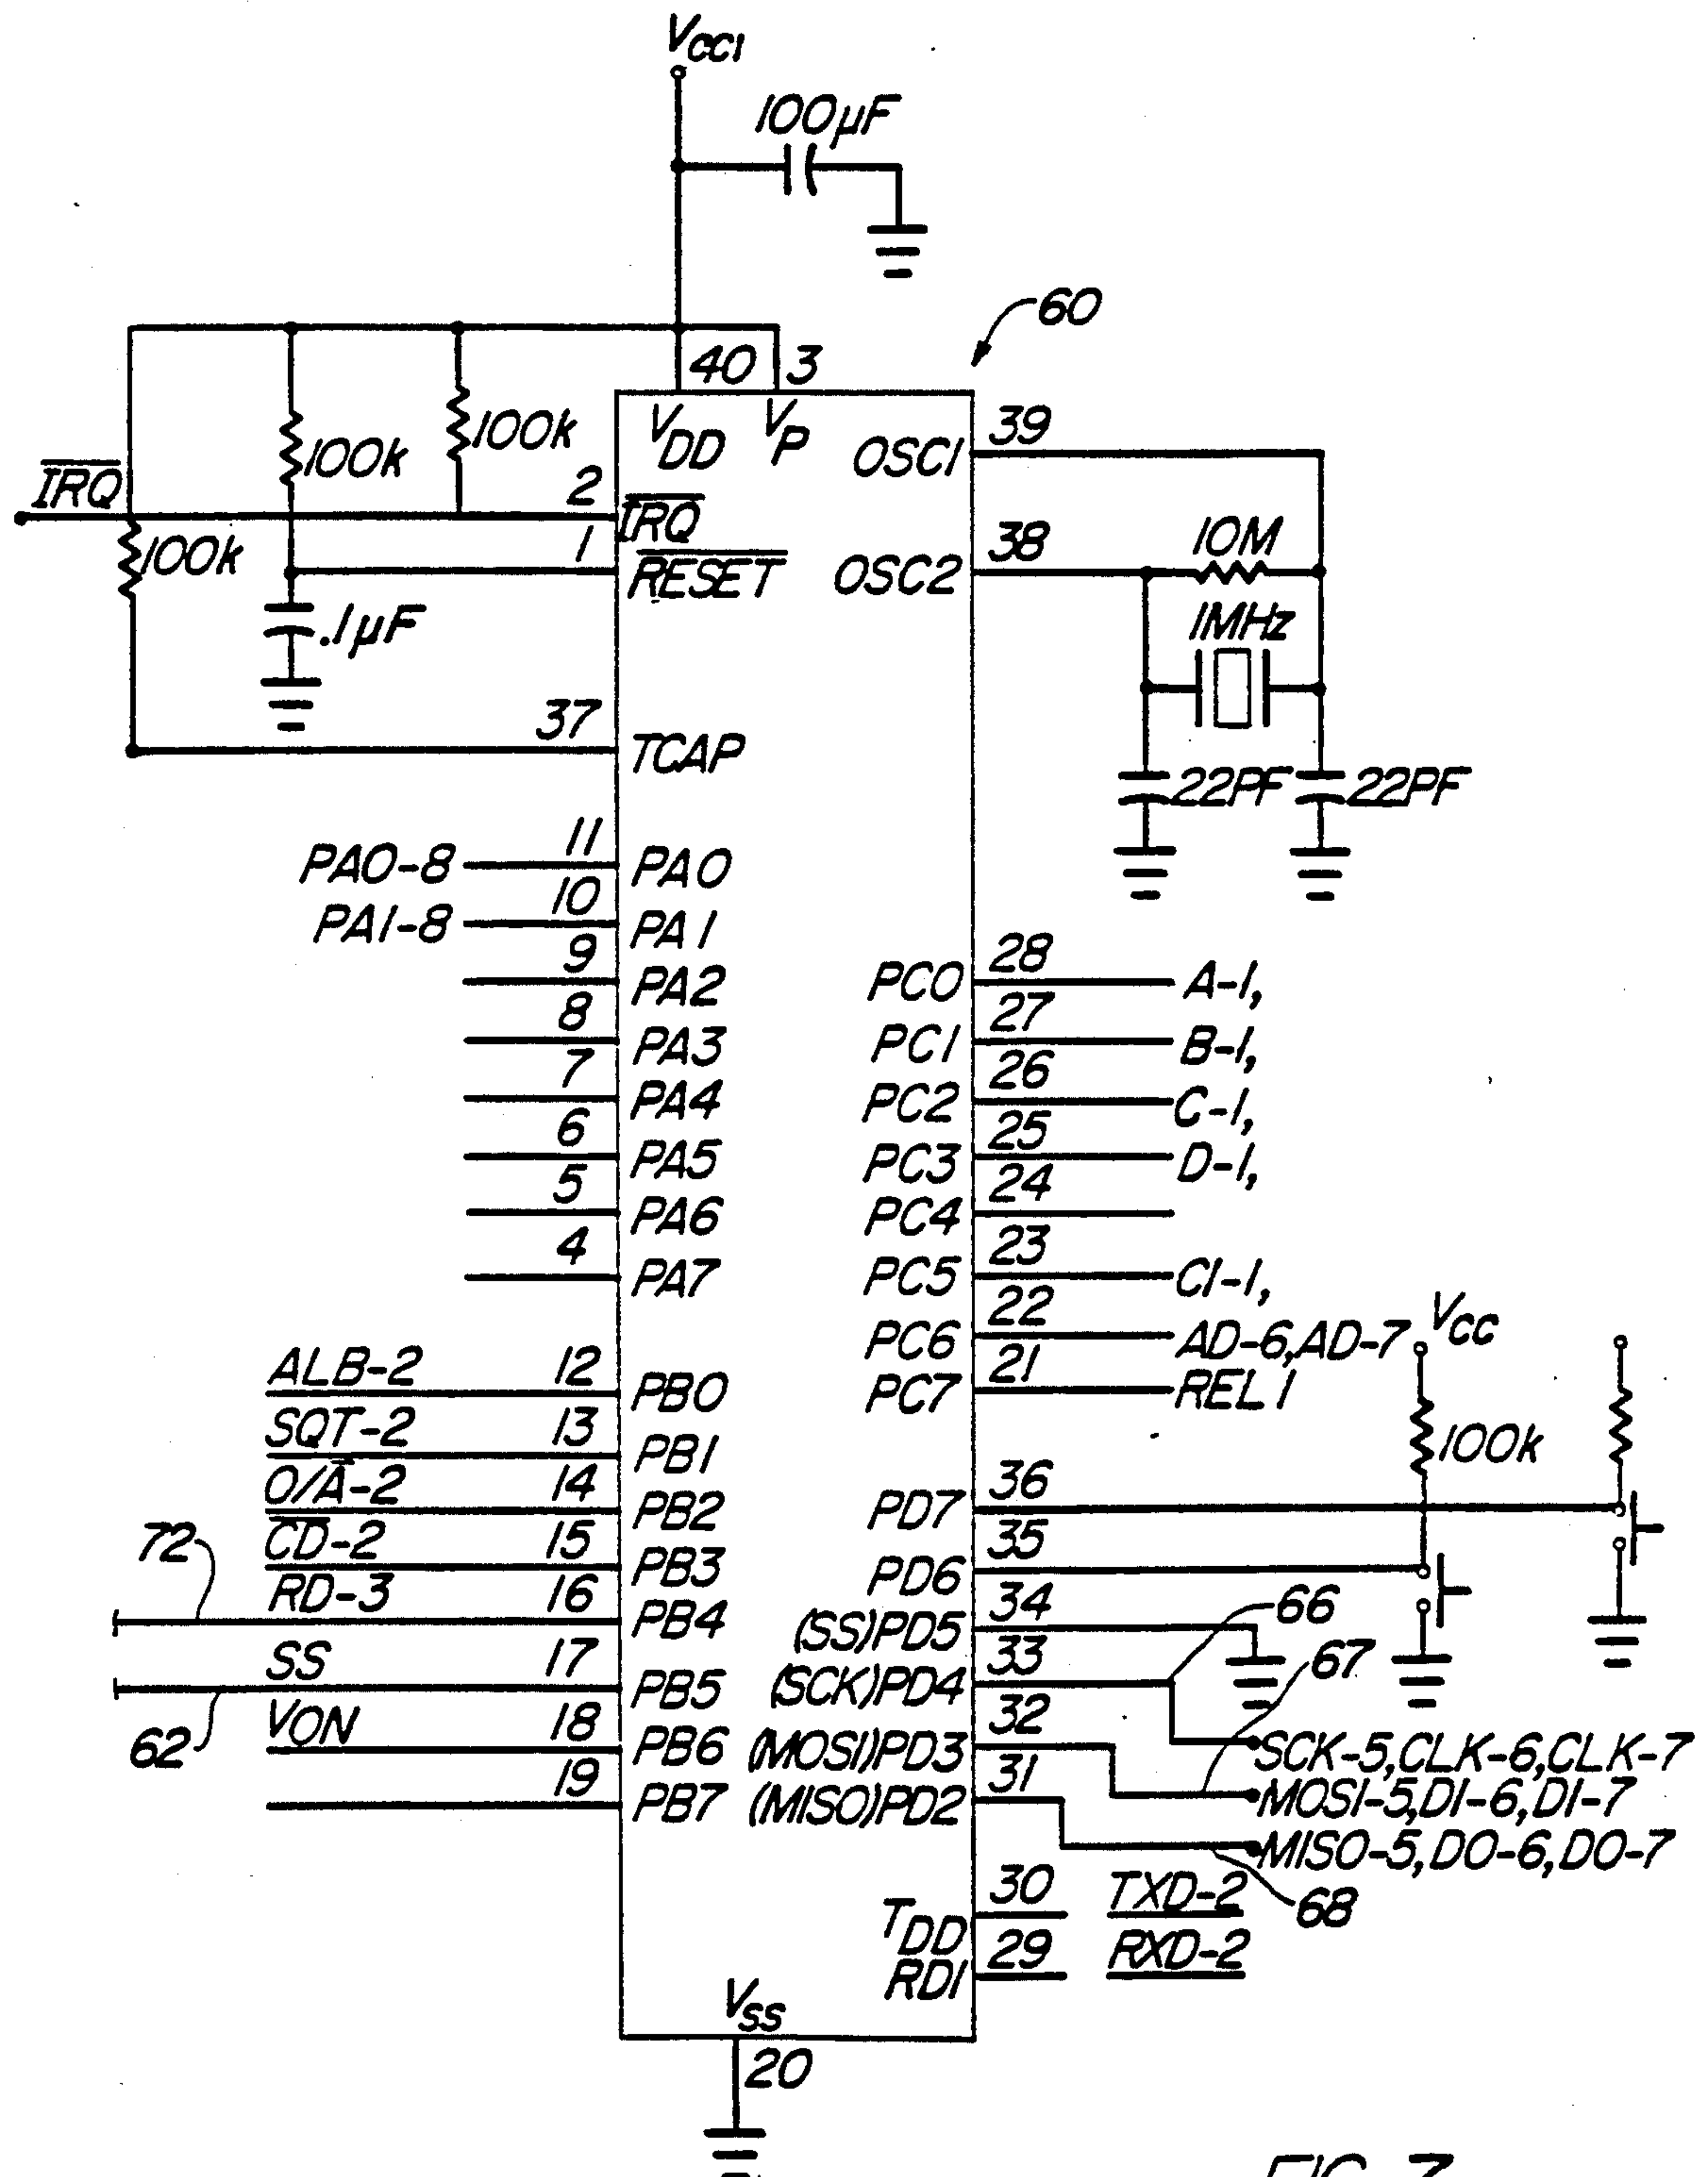 VCC1
100µF
60
40 3
VDD VP
100k
100k
IRQ
2
IRQ
1
RESET
100k
.1µF
37
TCAP
OSC1 39
OSC2 38
10M
1MHz
22PF 22PF
PA0-8 11 PA0
PA1-8 10 PA1
9 PA2
8 PA3
7 PA4
6 PA5
5 PA6
4 PA7
PC0 28 A-1,
PC1 27 B-1,
PC2 26 C-1,
PC3 25 D-1,
PC4 24
PC5 23 C1-1,
PC6 22 AD-6,AD-7
PC7 21 REL1
VCC
100k
ALB-2 12 PB0
SQT-2 13 PB1
O/A-2 14 PB2
CD-2 15 PB3
72 RD-3 16 PB4
62 SS 17 PB5
VON 18 PB6
19 PB7
PD7 36
PD6 35
(SS)PD5 34
(SCK)PD4 33 66
SCK-5,CLK-6,CLK-7
(MOSI)PD3 32 67
MOSI-5,DI-6,DI-7
(MISO)PD2 31 68
MISO-5,DO-6,DO-7
TDD 30 TXD-2
RDI 29 RXD-2
VSS
20